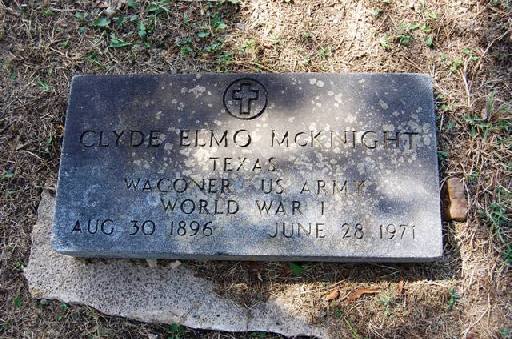 CLYDE ELMO McKNIGHT
TEXAS
WAGONER US ARMY
WORLD WAR I
AUG 30 1896 JUNE 28 1971